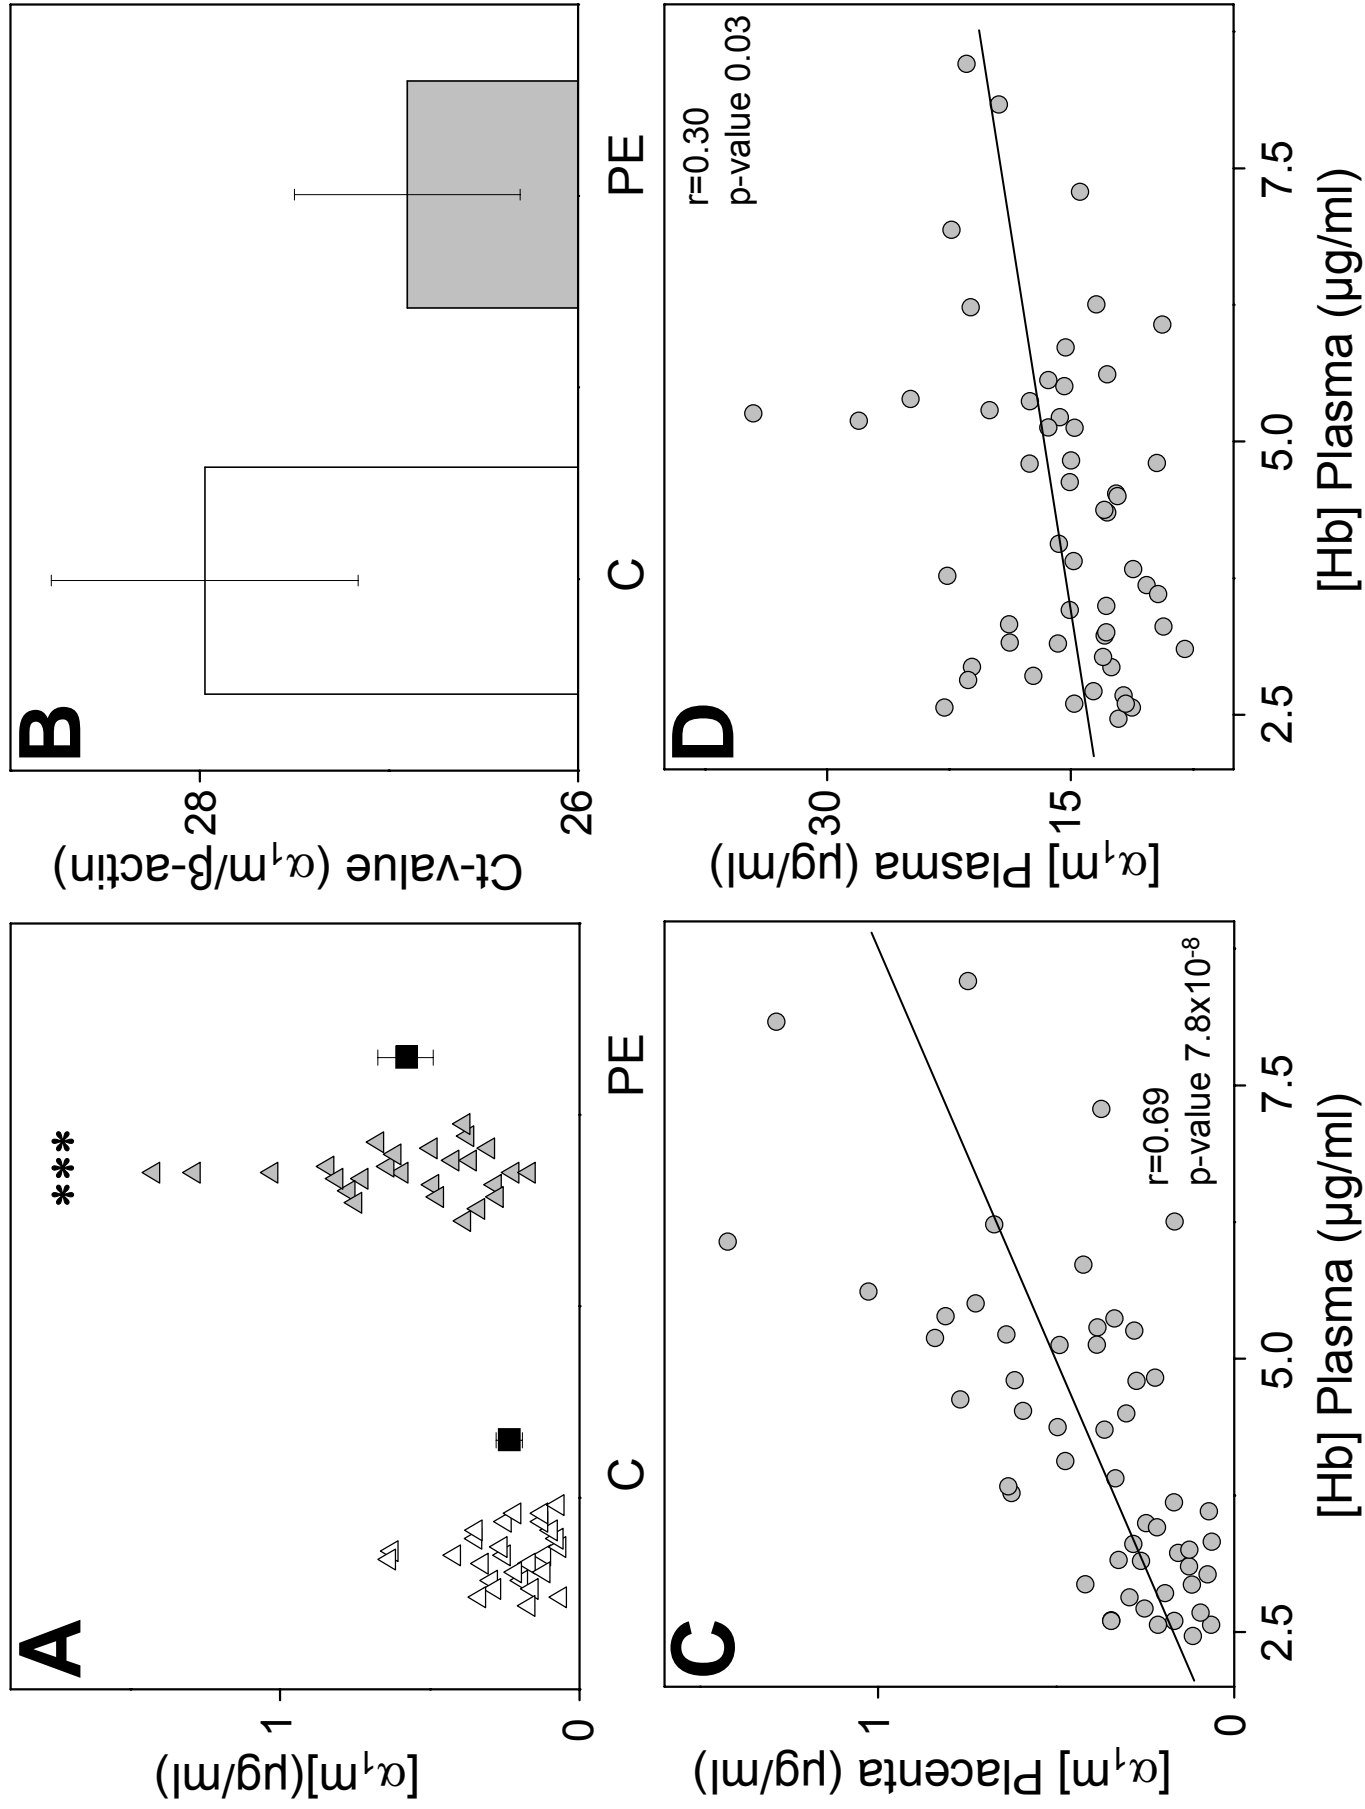 A
[α₁m](µg/ml)
1
0
***
C
PE
B
Ct-value (α₁m/β-actin)
28
26
C
PE
C
[α₁m] Placenta (µg/ml)
1
0
r=0.69
p-value 7.8x10⁻⁸
2.5
5.0
7.5
[Hb] Plasma (µg/ml)
D
[α₁m] Plasma (µg/ml)
30
15
r=0.30
p-value 0.03
2.5
5.0
7.5
[Hb] Plasma (µg/ml)